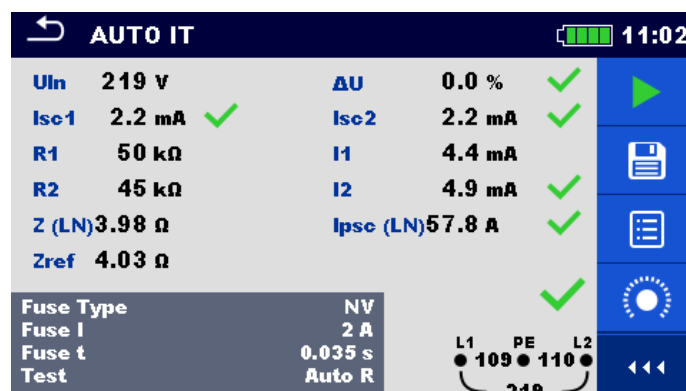 AUTO IT 11:02
Uln 219 V ΔU 0.0 %
Isc1 2.2 mA Isc2 2.2 mA
R1 50 kΩ I1 4.4 mA
R2 45 kΩ I2 4.9 mA
Z (LN) 3.98 Ω Ipsc (LN) 57.8 A
Zref 4.03 Ω
Fuse Type NV
Fuse I 2 A
Fuse t 0.035 s
Test Auto R
L1 PE L2
109 110
219